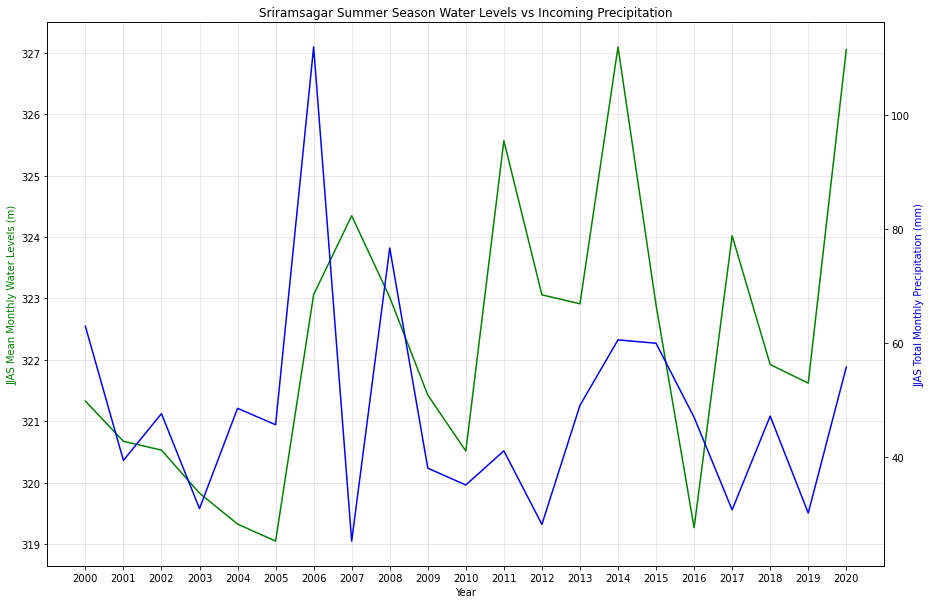 Sriramsagar Summer Season Water Levels vs Incoming Precipitation
JJAS Mean Monthly Water Levels (m)
327
326
325
324
323
322
321
320
319
100
80
60
40
JJAS Total Monthly Precipitation (mm)
2000 2001 2002 2003 2004 2005 2006 2007 2008 2009 2010 2011 2012 2013 2014 2015 2016 2017 2018 2019 2020
Year